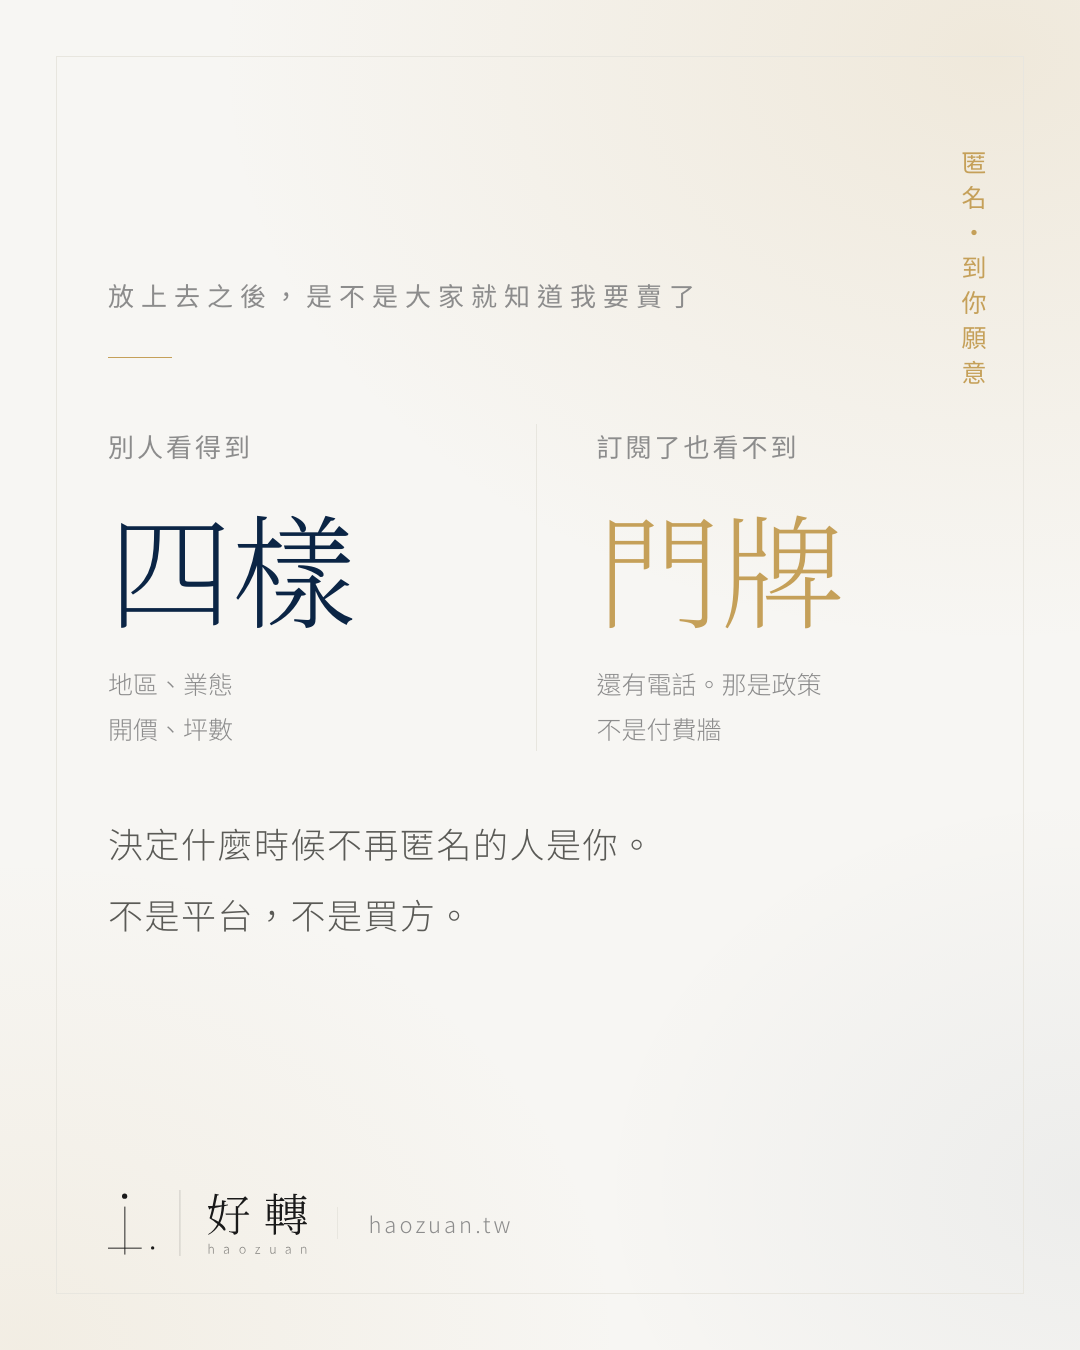 匿名・到你願意
放上去之後，是不是大家就知道我要賣了
別人看得到
四樣
地區、業態
開價、坪數
訂閱了也看不到
門牌
還有電話。那是政策
不是付費牆
決定什麼時候不再匿名的人是你。
不是平台，不是買方。
好轉
haozuan
haozuan.tw